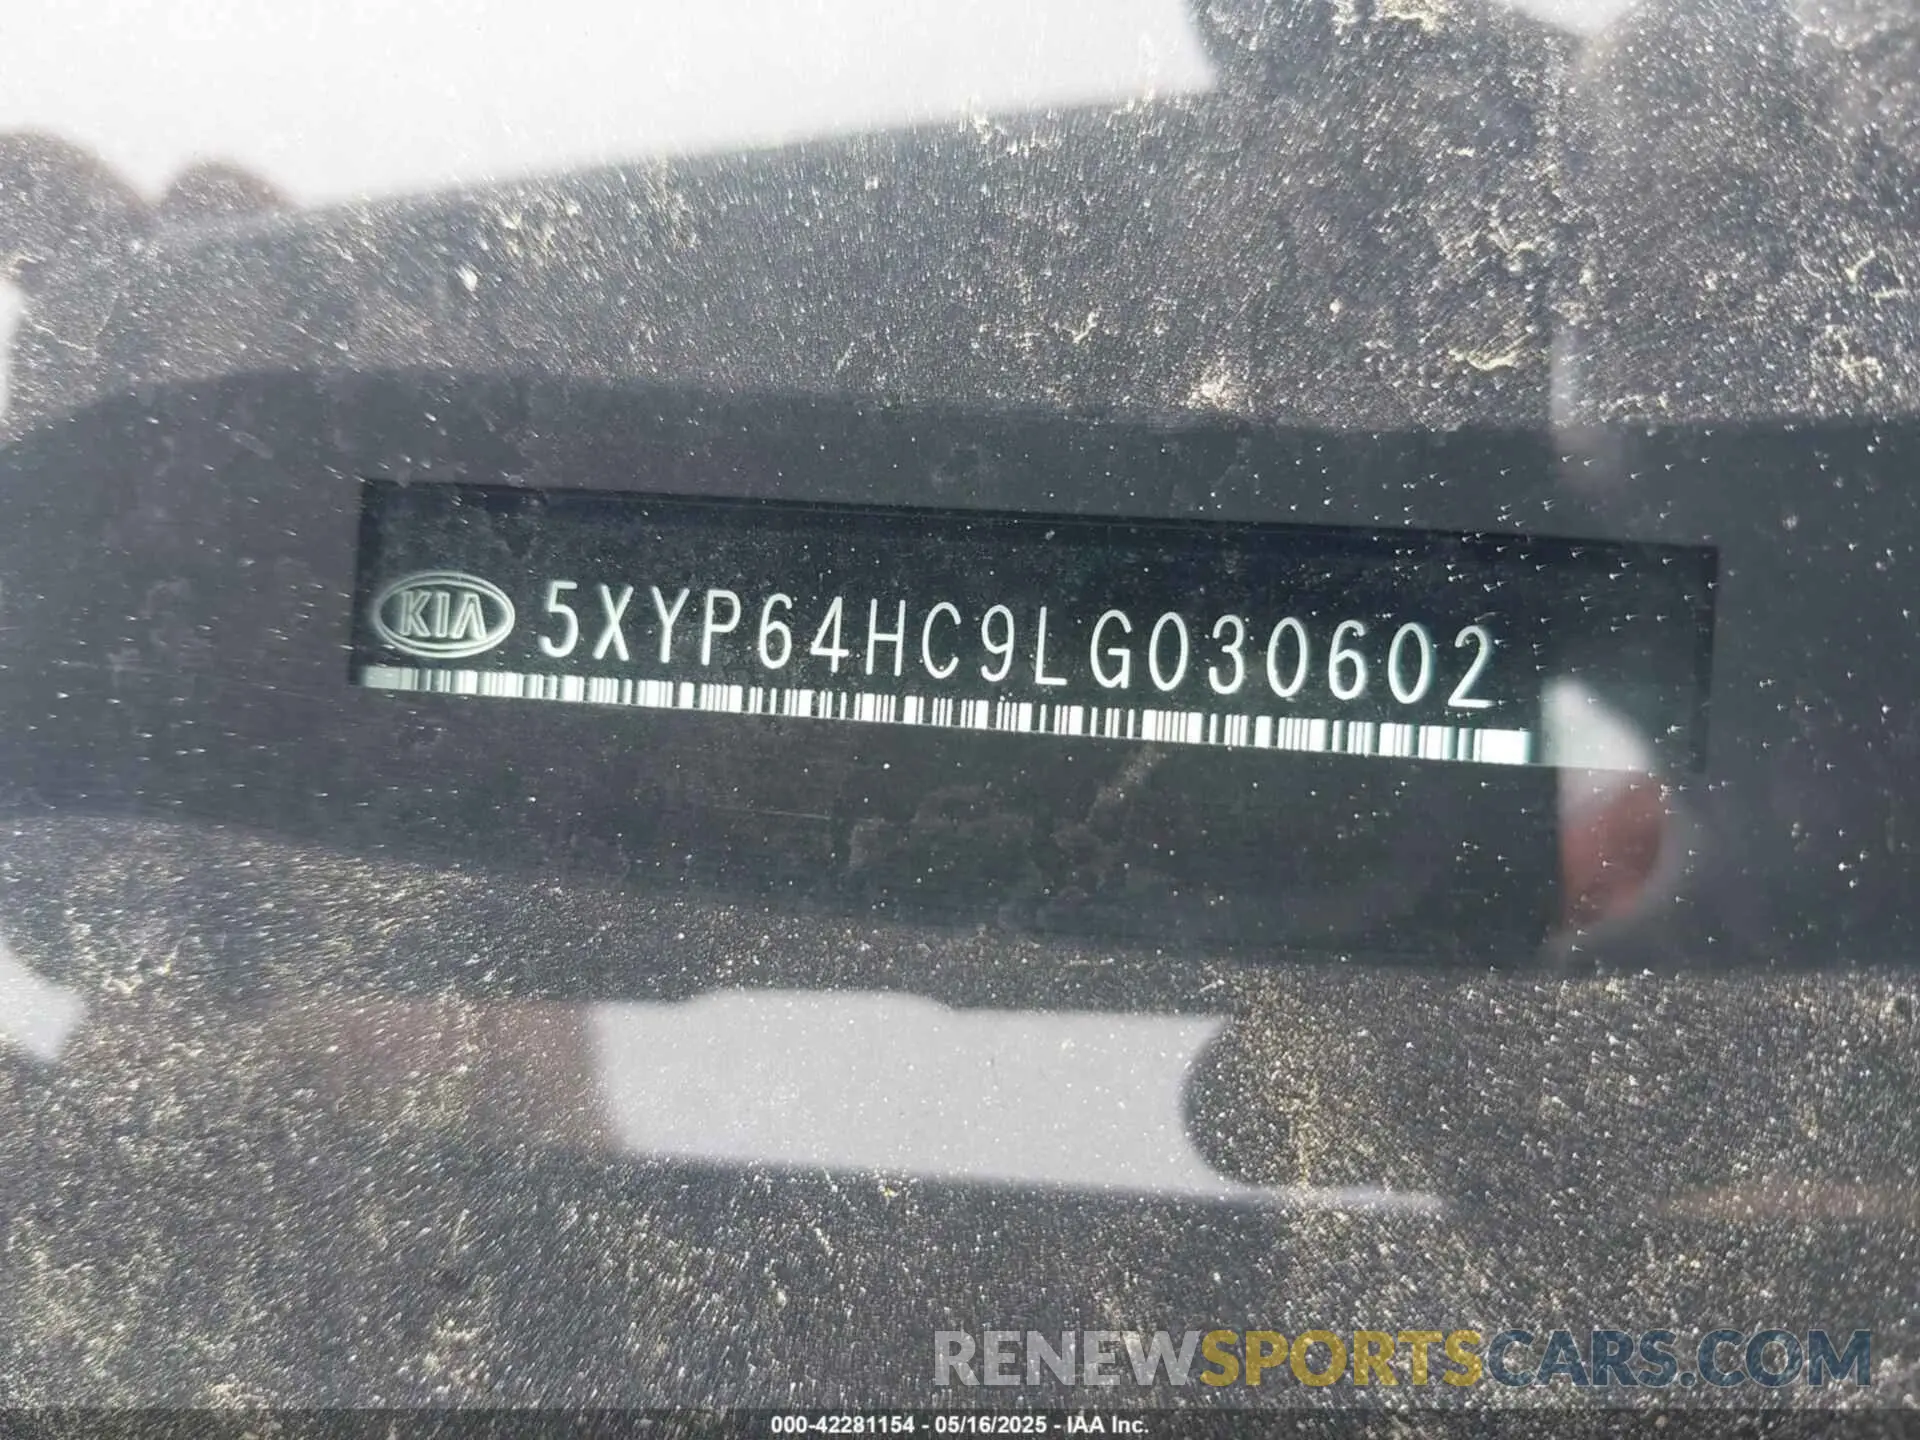 KIA 5XYP64HC9LG030602
RENEWSPORTSCARS.COM
000-42281154 - 05/16/2025 - IAA Inc.